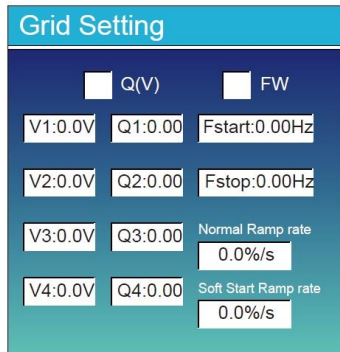 Grid Setting
Q(V) FW
V1:0.0V Q1:0.00 Fstart:0.00Hz
V2:0.0V Q2:0.00 Fstop:0.00Hz
V3:0.0V Q3:0.00 Normal Ramp rate
0.0%/s
V4:0.0V Q4:0.00 Soft Start Ramp rate
0.0%/s